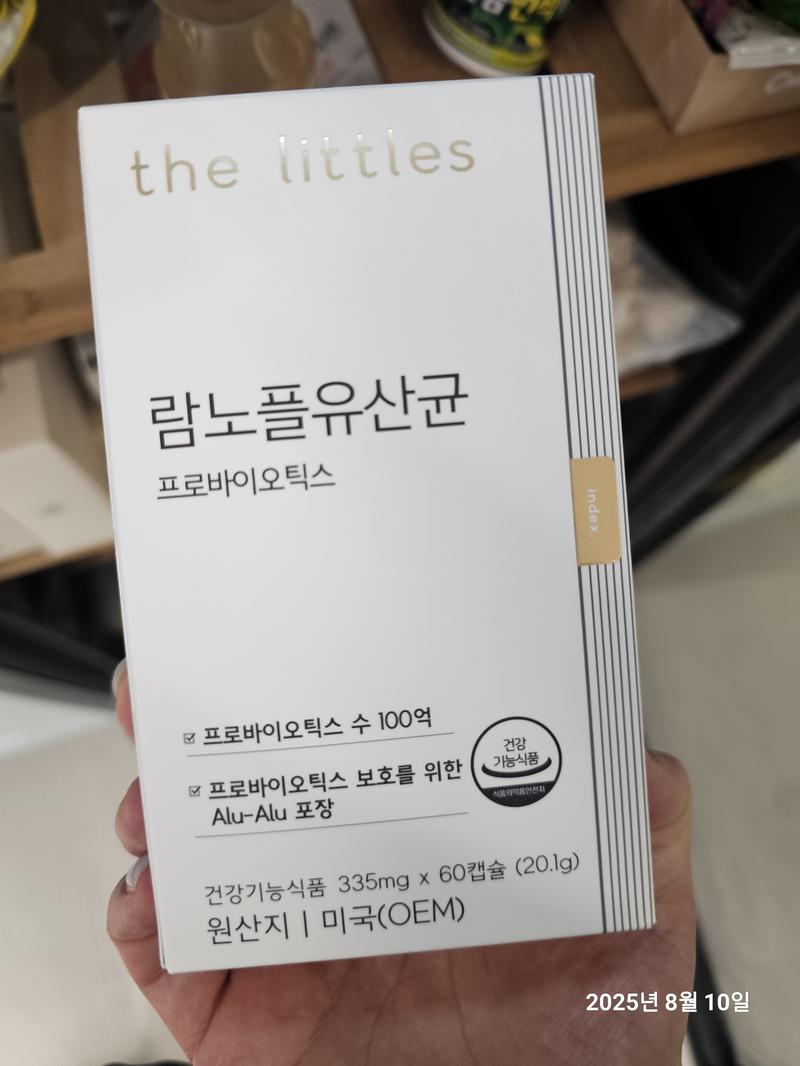 the littles
람노플유산균
프로바이오틱스
index
프로바이오틱스 수 100억
프로바이오틱스 보호를 위한
Alu-Alu 포장
건강
기능식품
식품의약품안전처
건강기능식품 335mg x 60캡슐 (20.1g)
원산지 | 미국(OEM)
2025년 8월 10일